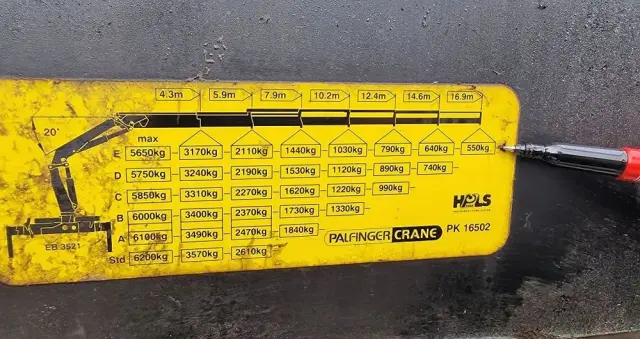 4.3m 5.9m 7.9m 10.2m 12.4m 14.6m 16.9m
20°
max
E 5650kg 3170kg 2110kg 1440kg 1030kg 790kg 640kg 550kg
D 5750kg 3240kg 2190kg 1530kg 1120kg 890kg 740kg
C 5850kg 3310kg 2270kg 1620kg 1220kg 990kg
B 6000kg 3400kg 2370kg 1730kg 1330kg
A 6100kg 3490kg 2470kg 1840kg
Std 6200kg 3570kg 2610kg
EB 3521
HPLS
PALFINGER CRANE PK 16502